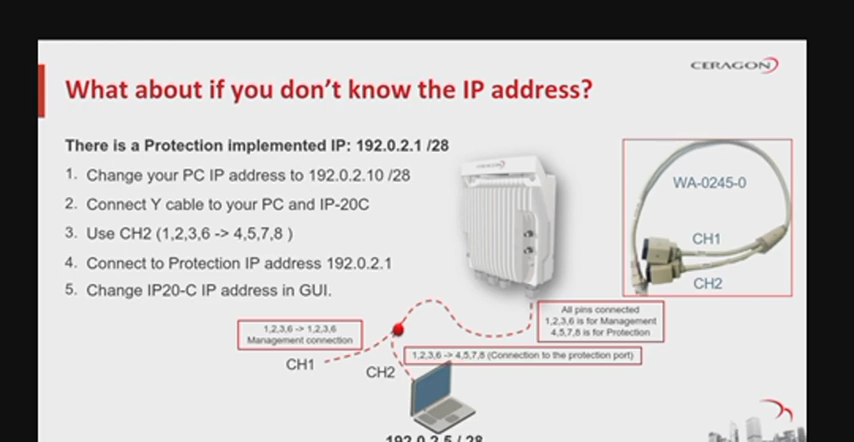 CERAGON
What about if you don't know the IP address?
There is a Protection implemented IP: 192.0.2.1 /28
1. Change your PC IP address to 192.0.2.10 /28
2. Connect Y cable to your PC and IP-20C
3. Use CH2 (1,2,3,6 -> 4,5,7,8 )
4. Connect to Protection IP address 192.0.2.1
5. Change IP20-C IP address in GUI.
CERAGON
WA-0245-0
CH1
CH2
1,2,3,6 -> 1,2,3,6
Management connection
All pins connected
1,2,3,6 is for Management
4,5,7,8 is for Protection
CH1
1,2,3,6 -> 4,5,7,8 (Connection to the protection port)
CH2
192.0.2.5 / 28